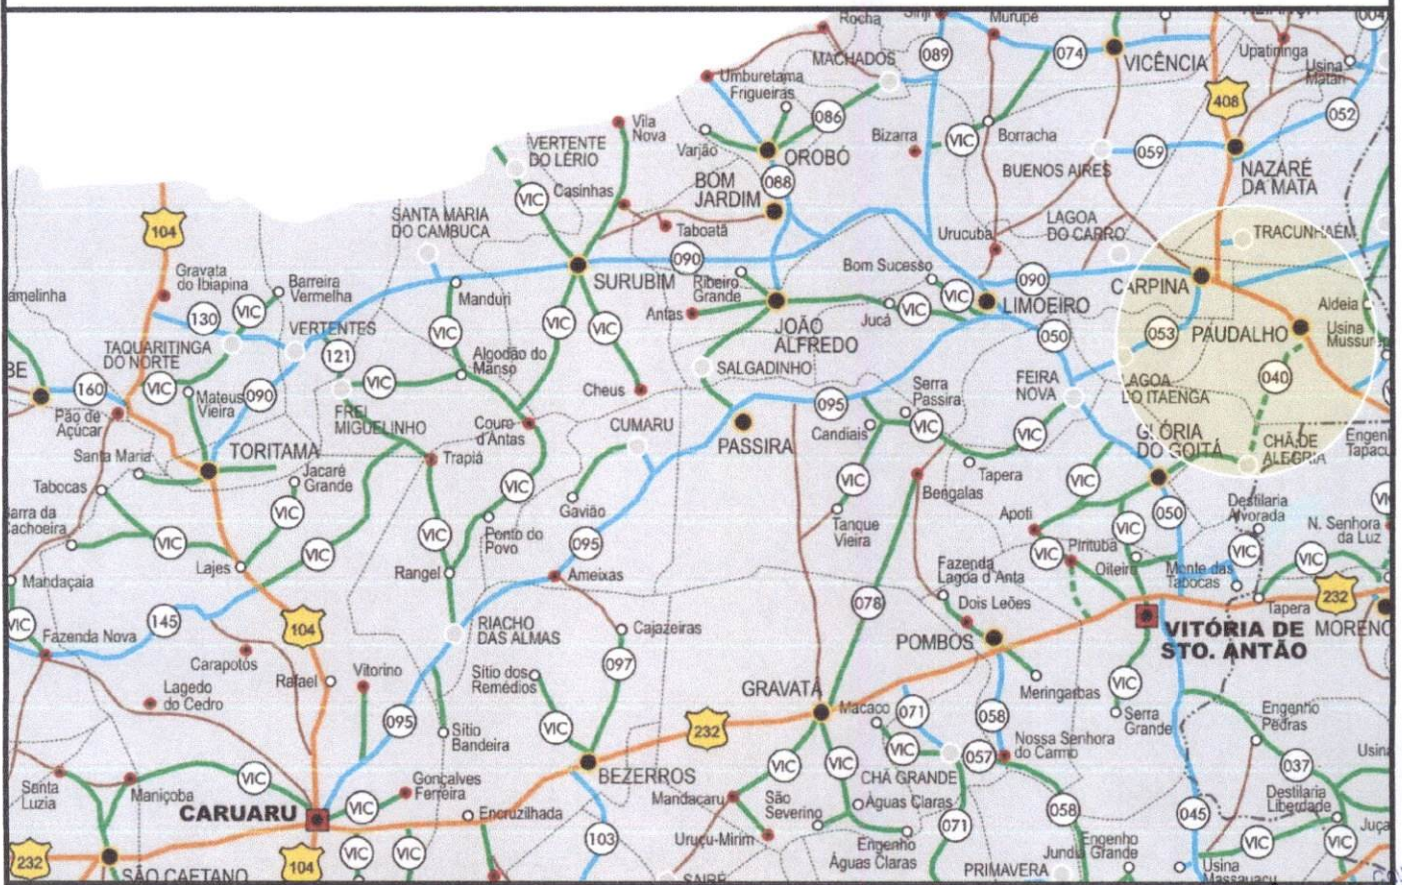 Rocha
Murupé
MACHADOS
089
074
VICÊNCIA
Upatininga
Usina
Matari
004
Umburetama
Frigueiras
408
Vila
Nova
086
Varjão
OROBÓ
Bizarra
VIC
Borracha
052
BUENOS AIRES
059
NAZARÉ
DA MATA
VERTENTE
DO LÉRIO
Casinhas
VIC
BOM
JARDIM
088
104
SANTA MARIA
DO CAMBUCA
Taboatã
Urucuba
LAGOA
DO CARRO
TRACUNHAÉM
090
SURUBIM
Gravata
do Ibiapina
Barreira
Vermelha
Manduri
Ribeiro
Grande
Antas
Bom Sucesso
VIC
VIC
LIMOEIRO
090
CARPINA
Aldeia
130
VIC
VERTENTES
VIC
VIC
VIC
JOÃO
ALFREDO
Jucá
050
053
PAUDALHO
Usina
TAQUARITINGA
DO NORTE
121
Algodão do
Manso
SALGADINHO
BE
160
VIC
Mateus
Vieira
090
VIC
Cheus
Serra
Passira
FEIRA
NOVA
LAGOA
DO ITAENGA
040
Pão de
Açúcar
FREI
MIGUELINHO
Couro
d'Antas
CUMARU
PASSIRA
095
Candiais
VIC
VIC
GLÓRIA
DO GOITÁ
CHÃ DE
ALEGRIA
TORITAMA
Santa Maria
Trapiá
Tapera
Tabocas
Jacaré
Grande
VIC
VIC
Gavião
VIC
Bengalas
VIC
050
Destilaria
Alvorada
VIC
VIC
VIC
Ponto do
Povo
Tanque
Vieira
Apoti
VIC
N. Senhora
da Luz
VIC
VIC
095
VIC
Pirituba
Oiteiro
Monte das
Tabocas
VIC
VIC
Lajes
Rangel
Ameixas
Fazenda
Lagoa d'Anta
Mandaçaia
232
145
104
078
Dois Leões
Tapera
VIC
Fazenda Nova
RIACHO
DAS ALMAS
Cajazeiras
POMBOS
VITÓRIA DE
STO. ANTÃO
MORENO
Carapotós
Rafael
Vitorino
097
Sítio dos
Remédios
Lagedo
do Cedro
GRAVATÁ
Meringabas
VIC
095
VIC
232
Macaco
071
058
Serra
Grande
Engenho
Pedras
Sítio
Bandeira
VIC
VIC
VIC
057
Nossa Senhora
do Carmo
037
Santa
Luzia
Maniçoba
VIC
Gonçalves
Ferreira
BEZERROS
CHÃ GRANDE
CARUARU
VIC
Encruzilhada
Mandacaru
São
Severino
Águas Claras
058
045
Destilaria
Liberdade
Uruçu-Mirim
103
071
Engenho
Águas Claras
Engenho
Jundiá Grande
VIC
VIC
232
SÃO CAETANO
104
VIC
VIC
PRIMAVERA
Usina
Massauaçu